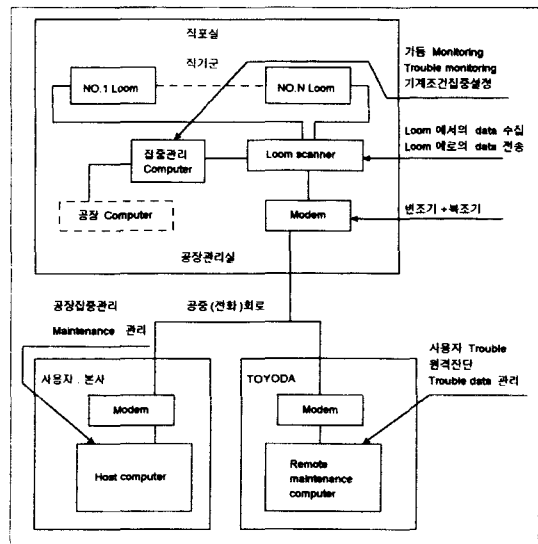 직포실
직기군
NO.1 Loom
NO.N Loom
가동 Monitoring
Trouble monitoring
기계조건집중설정
집중관리
Computer
Loom scanner
Loom 에서의 data 수집
Loom 에로의 data 전송
공장 Computer
Modem
변조기 + 복조기
공장관리실
공장집중관리
Maintenance 관리
공중 (전화) 회로
사용자 . 본사
TOYODA
사용자 Trouble
원격진단
Trouble data 관리
Modem
Modem
Host computer
Remote
maintenance
computer